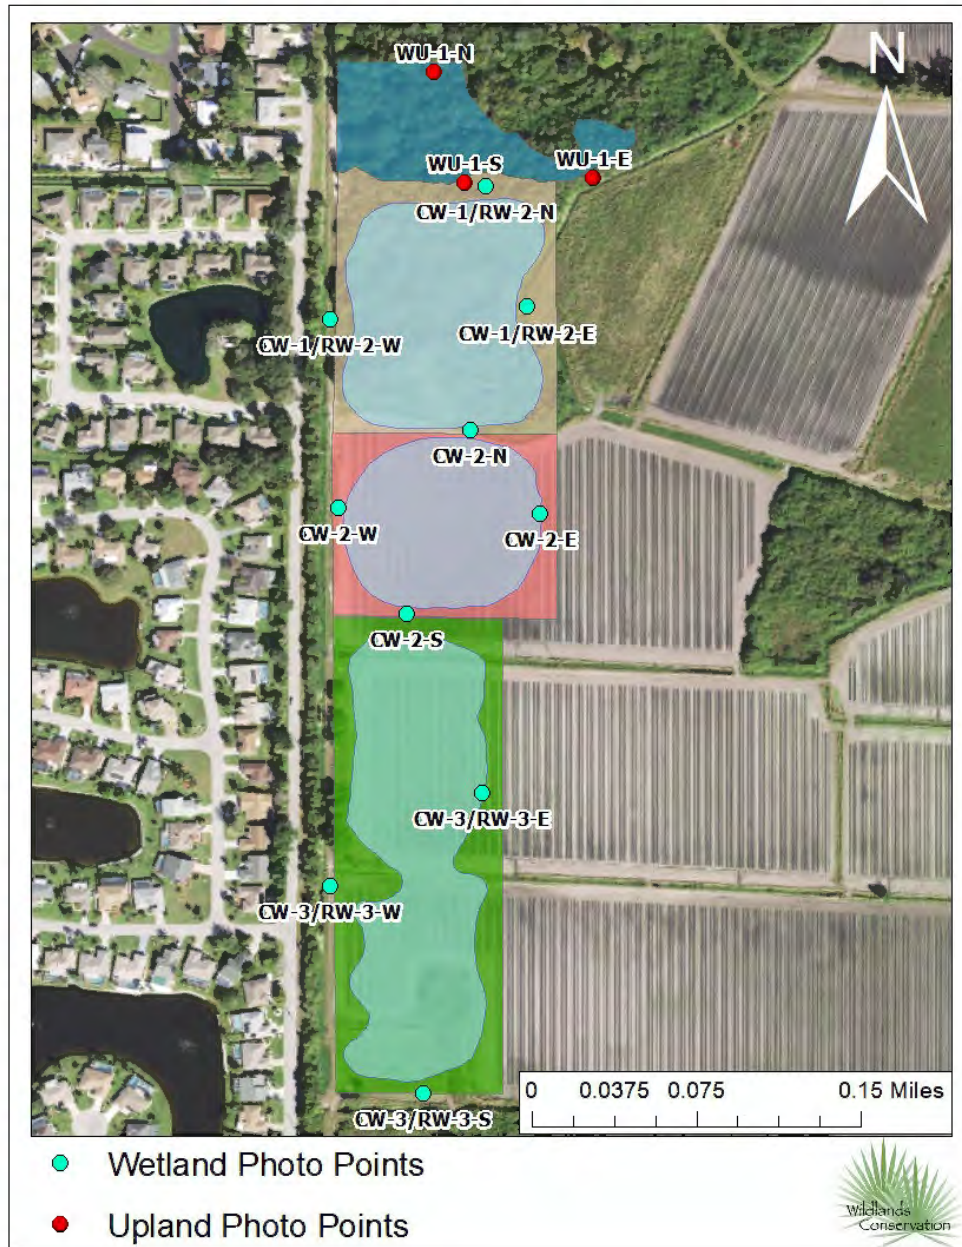 WU-1-N
N
WU-1-S
WU-1-E
CW-1/RW-2-N
CW-1/RW-2-W
CW-1/RW-2-E
CW-2-N
CW-2-W
CW-2-E
CW-2-S
CW-3/RW-3-E
CW-3/RW-3-W
0 0.0375 0.075 0.15 Miles
CW-3/RW-3-S
Wetland Photo Points
Upland Photo Points
Wildlands
Conservation